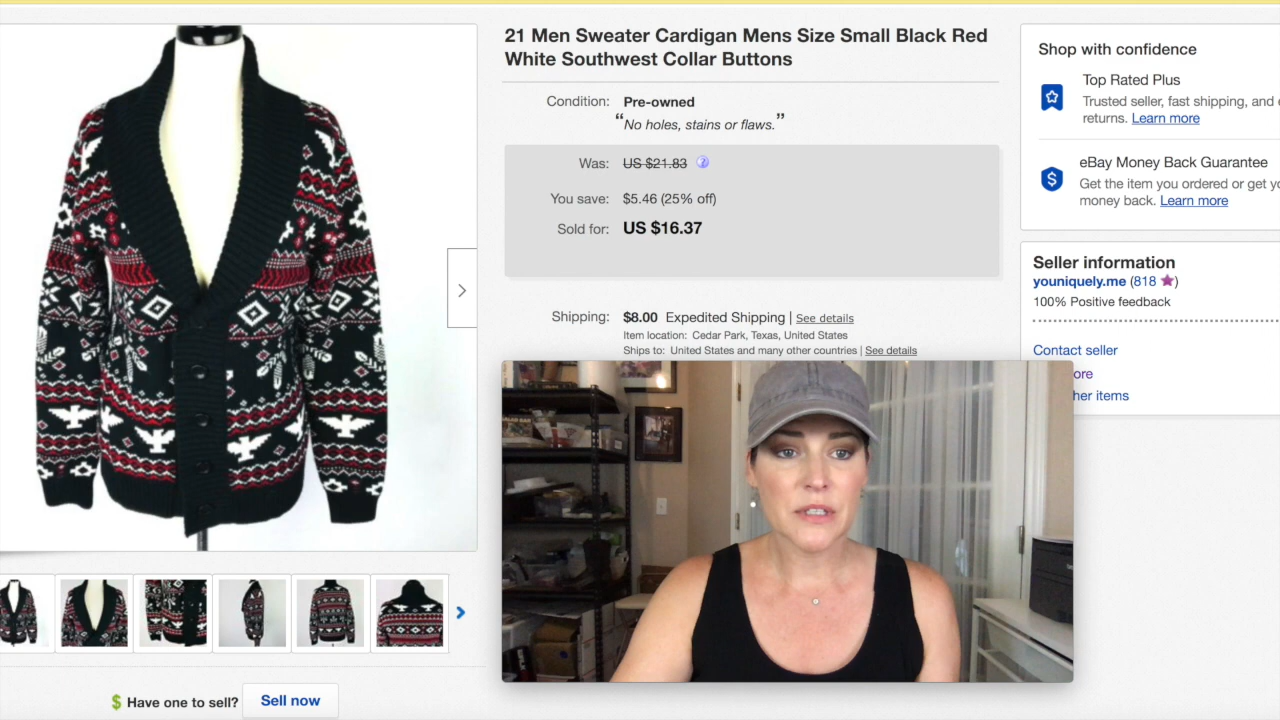 21 Men Sweater Cardigan Mens Size Small Black Red
White Southwest Collar Buttons
Condition: Pre-owned
“No holes, stains or flaws.”
Was: US $21.83 ?
You save: $5.46 (25% off)
Sold for: US $16.37
Shipping: $8.00 Expedited Shipping | See details
Item location: Cedar Park, Texas, United States
Ships to: United States and many other countries | See details
Shop with confidence
Top Rated Plus
Trusted seller, fast shipping, and
returns. Learn more
eBay Money Back Guarantee
Get the item you ordered or get
money back. Learn more
Seller information
youniquely.me (818)
100% Positive feedback
Contact seller
ore
her items
$ Have one to sell? Sell now